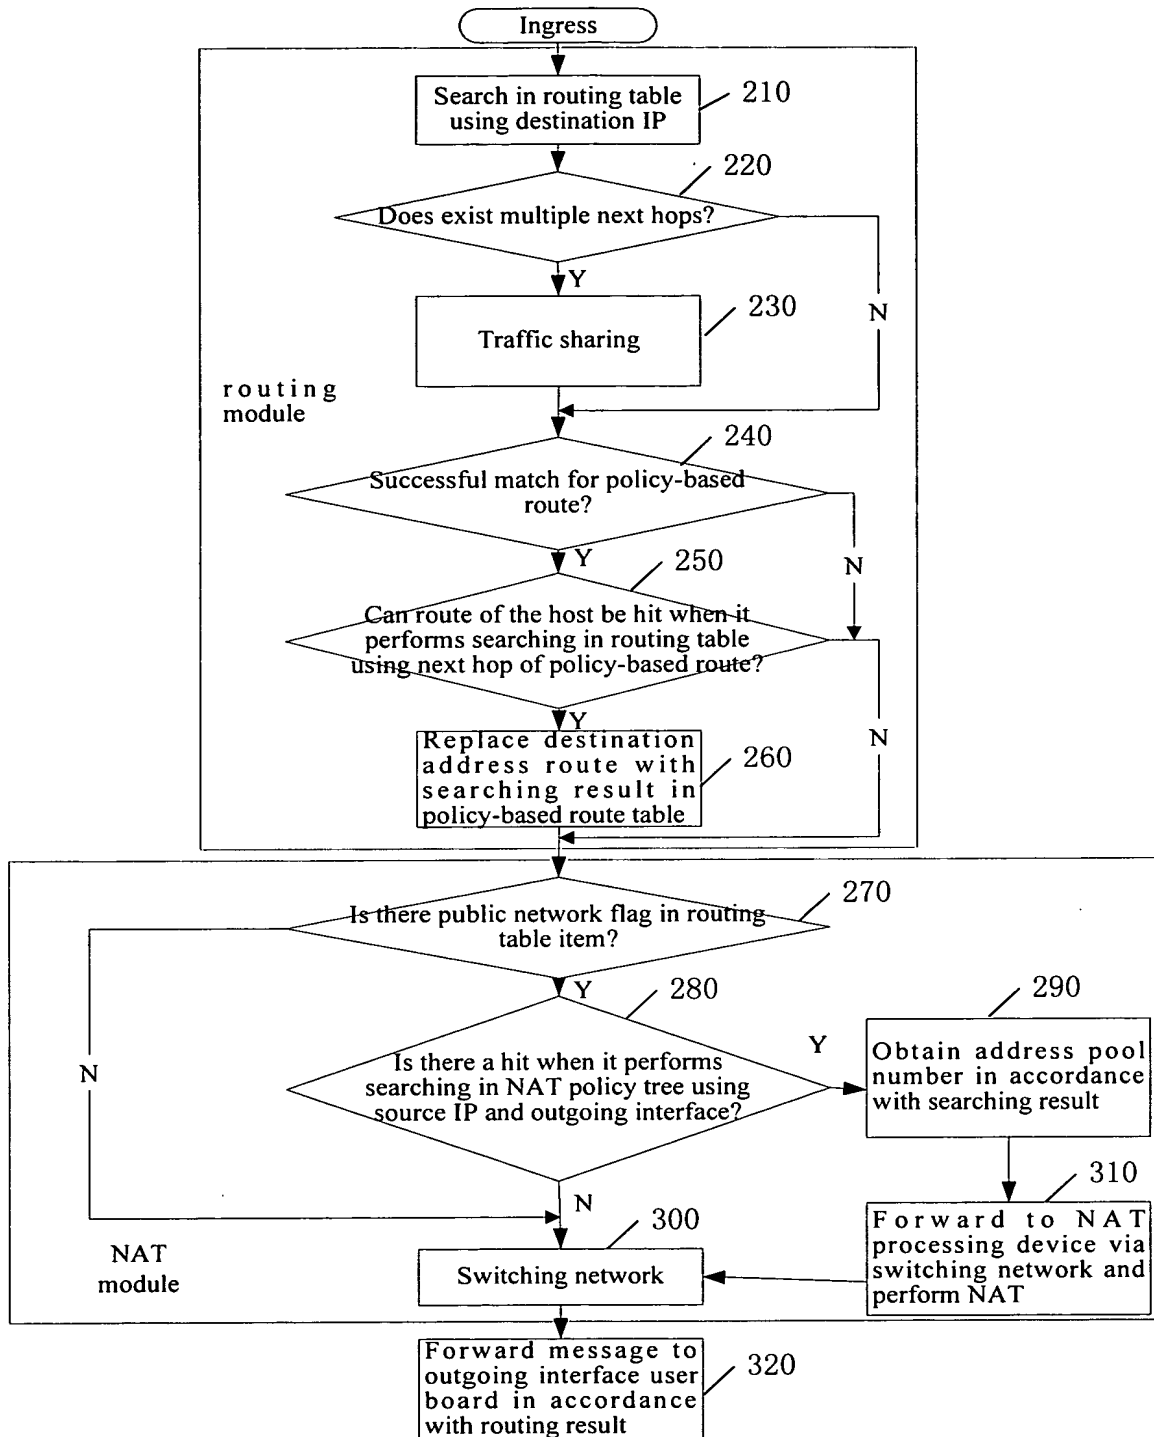 Ingress
Search in routing table
using destination IP
210
220
Does exist multiple next hops?
Y
N
Traffic sharing
230
routing
module
240
Successful match for policy-based
route?
Y
N
250
Can route of the host be hit when it
performs searching in routing table
using next hop of policy-based route?
Y
N
Replace destination
address route with
searching result in
policy-based route table
260
270
Is there public network flag in routing
table item?
Y
N
280
Is there a hit when it performs
searching in NAT policy tree using
source IP and outgoing interface?
Y
N
290
Obtain address pool
number in accordance
with searching result
310
Forward to NAT
processing device via
switching network and
perform NAT
300
Switching network
NAT
module
Forward message to
outgoing interface user
board in accordance
with routing result
320